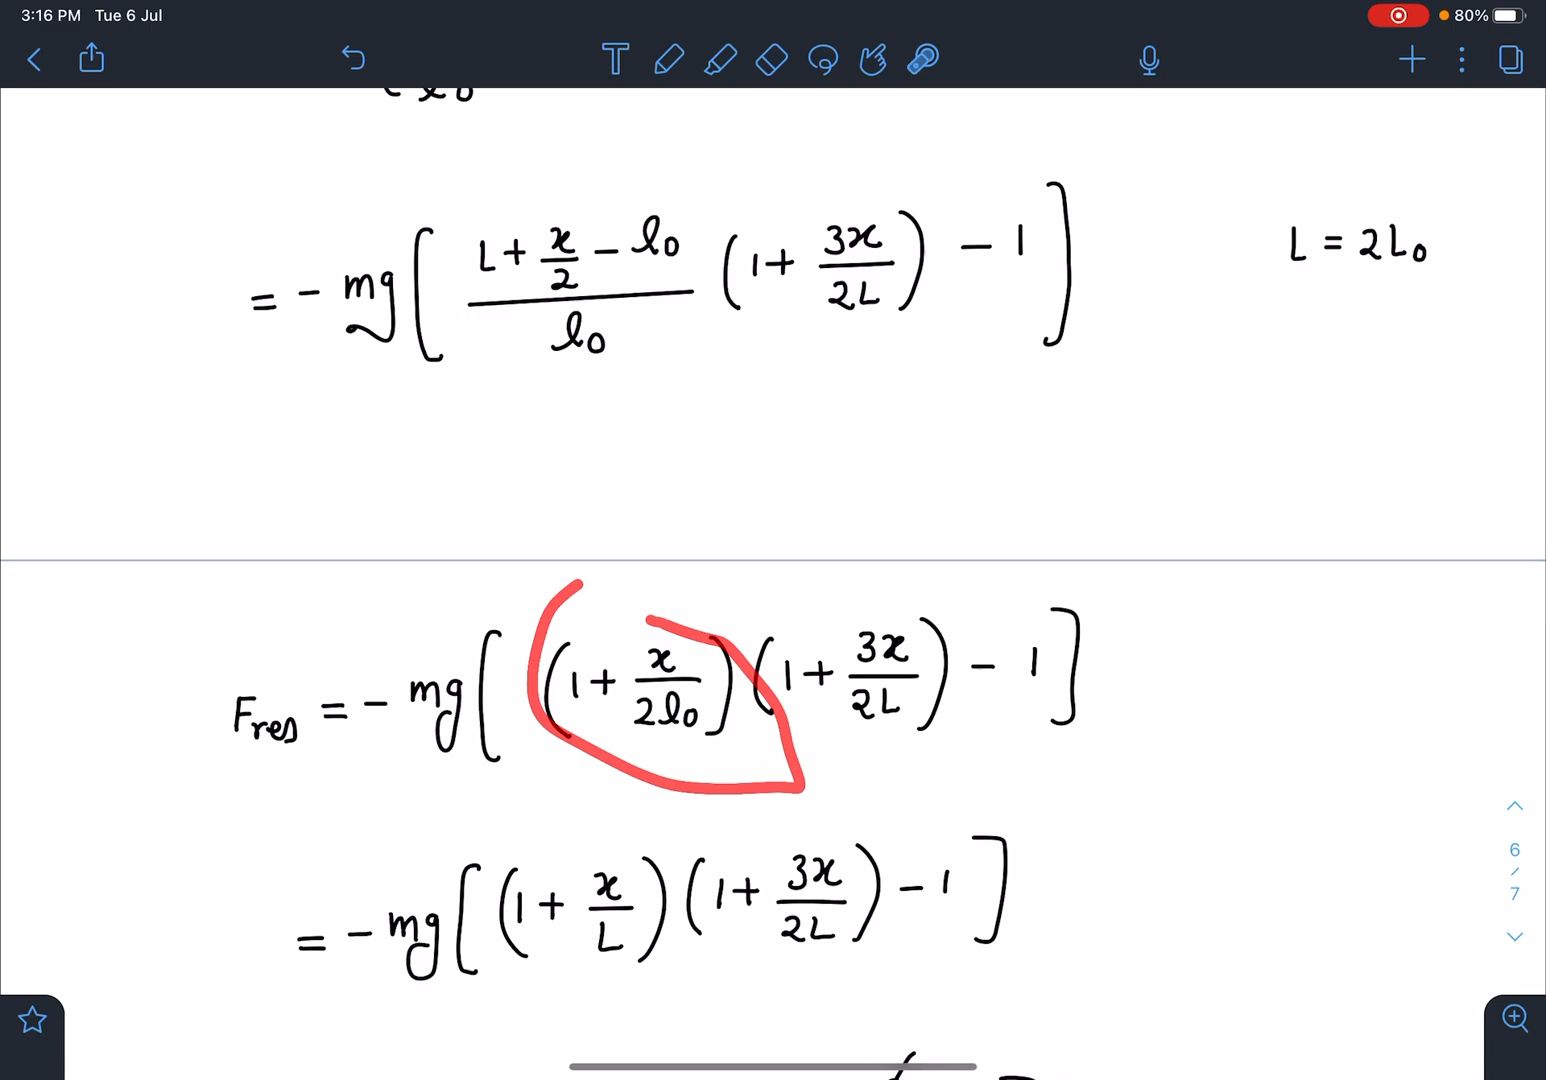 3:16 PM Tue 6 Jul 80%
T
l₀
= - mg[ (L + x/2 - l₀)/l₀ (1 + 3x/2L) - 1 ] L = 2L₀
F_res = - mg[ (1 + x/2l₀)(1 + 3x/2L) - 1 ]
= - mg[ (1 + x/L)(1 + 3x/2L) - 1 ]
6
/
7